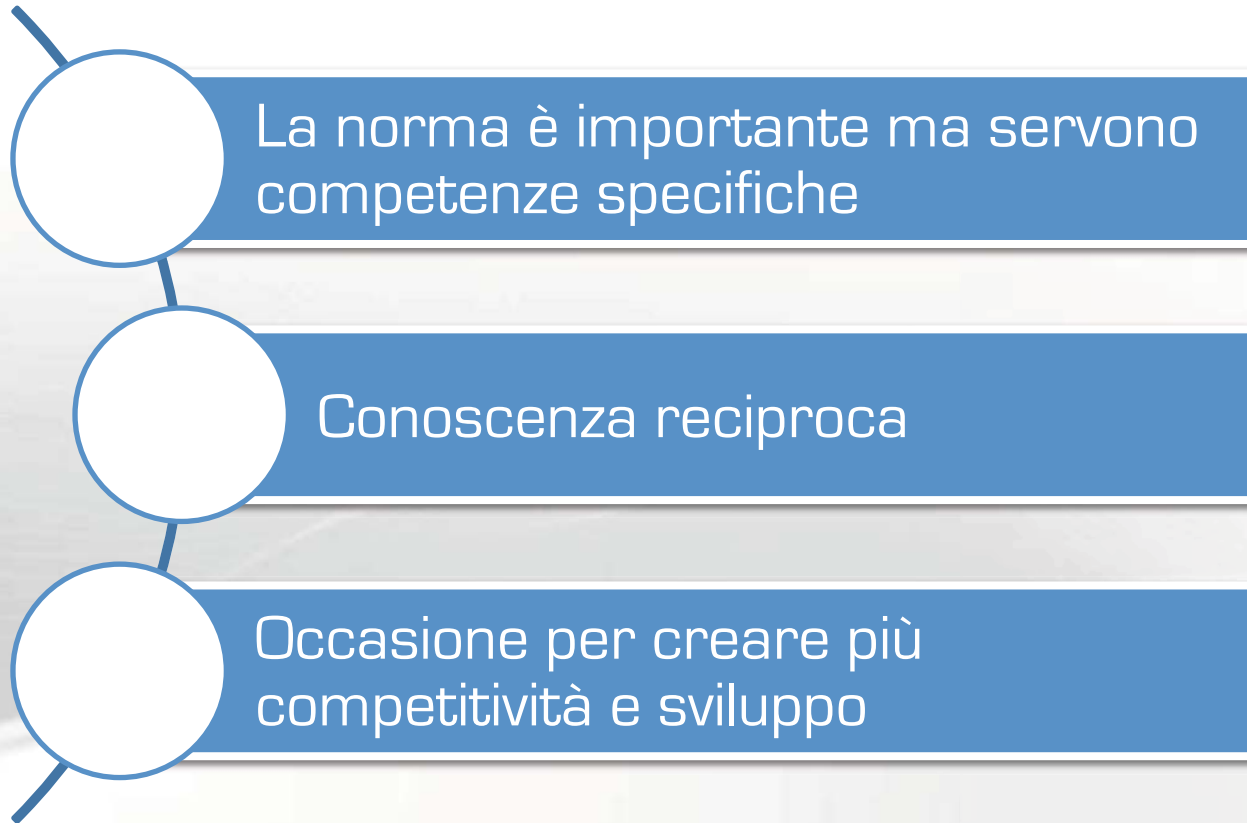 La norma è importante ma servono
competenze specifiche
Conoscenza reciproca
Occasione per creare più
competitività e sviluppo